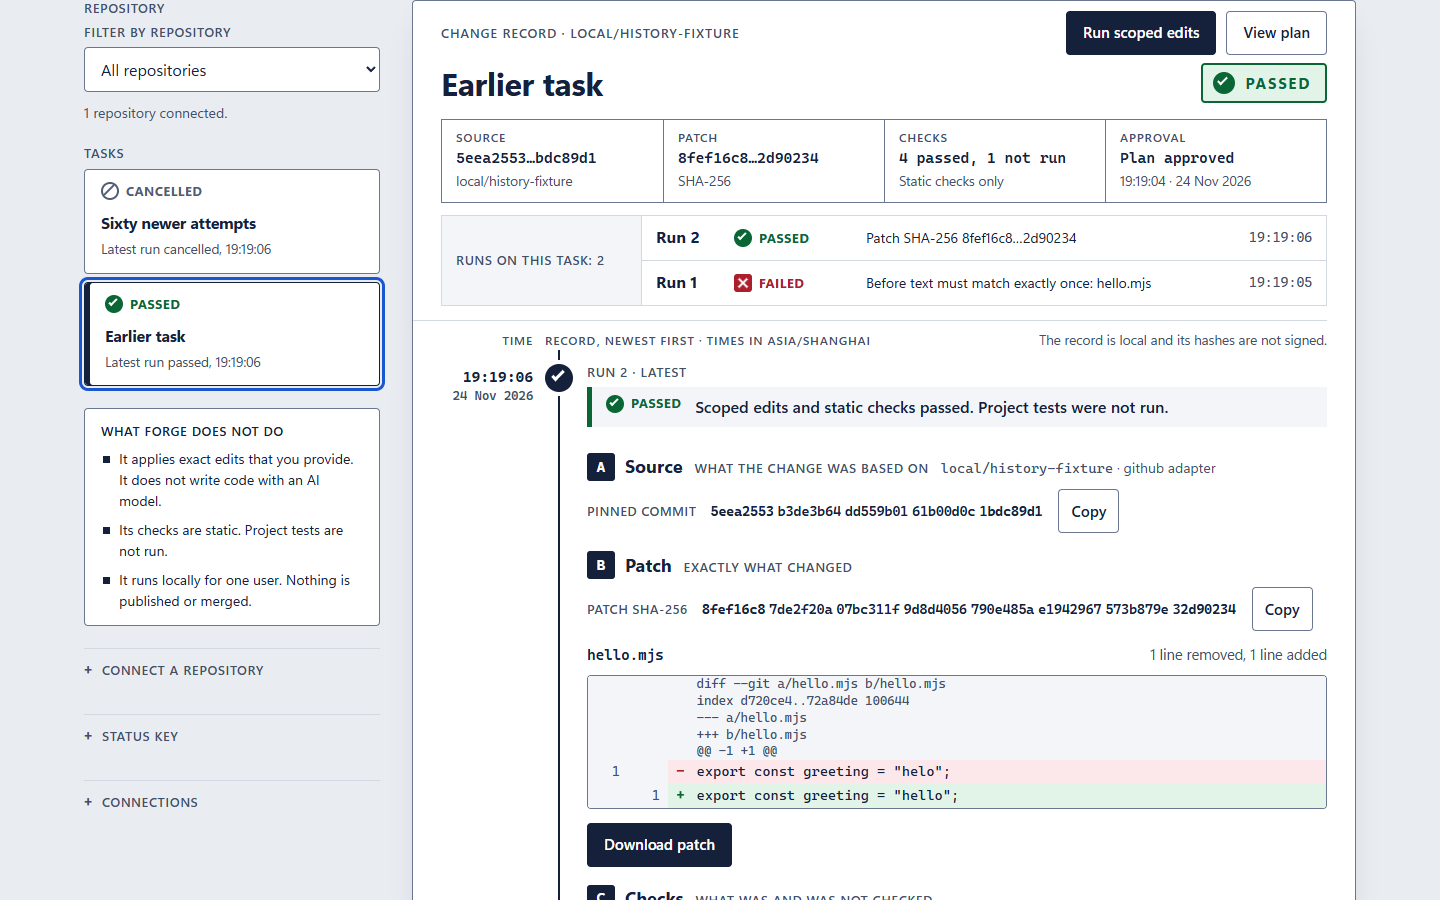 REPOSITORY
FILTER BY REPOSITORY
All repositories
1 repository connected.
TASKS
CANCELLED
Sixty newer attempts
Latest run cancelled, 19:19:06
PASSED
Earlier task
Latest run passed, 19:19:06
WHAT FORGE DOES NOT DO
It applies exact edits that you provide.
It does not write code with an AI
model.
Its checks are static. Project tests are
not run.
It runs locally for one user. Nothing is
published or merged.
+ CONNECT A REPOSITORY
+ STATUS KEY
+ CONNECTIONS
CHANGE RECORD · LOCAL/HISTORY-FIXTURE
Run scoped edits
View plan
Earlier task
PASSED
SOURCE
5eea2553…bdc89d1
local/history-fixture
PATCH
8fef16c8…2d90234
SHA-256
CHECKS
4 passed, 1 not run
Static checks only
APPROVAL
Plan approved
19:19:04 · 24 Nov 2026
RUNS ON THIS TASK: 2
Run 2 PASSED Patch SHA-256 8fef16c8…2d90234 19:19:06
Run 1 FAILED Before text must match exactly once: hello.mjs 19:19:05
TIME RECORD, NEWEST FIRST · TIMES IN ASIA/SHANGHAI The record is local and its hashes are not signed.
19:19:06
24 Nov 2026
RUN 2 · LATEST
PASSED Scoped edits and static checks passed. Project tests were not run.
A Source WHAT THE CHANGE WAS BASED ON local/history-fixture · github adapter
PINNED COMMIT 5eea2553 b3de3b64 dd559b01 61b00d0c 1bdc89d1 Copy
B Patch EXACTLY WHAT CHANGED
PATCH SHA-256 8fef16c8 7de2f20a 07bc311f 9d8d4056 790e485a e1942967 573b879e 32d90234 Copy
hello.mjs 1 line removed, 1 line added
diff --git a/hello.mjs b/hello.mjs
index d720ce4..72a84de 100644
--- a/hello.mjs
+++ b/hello.mjs
@@ -1 +1 @@
1 - export const greeting = "helo";
1 + export const greeting = "hello";
Download patch
C Checks WHAT WAS AND WAS NOT CHECKED